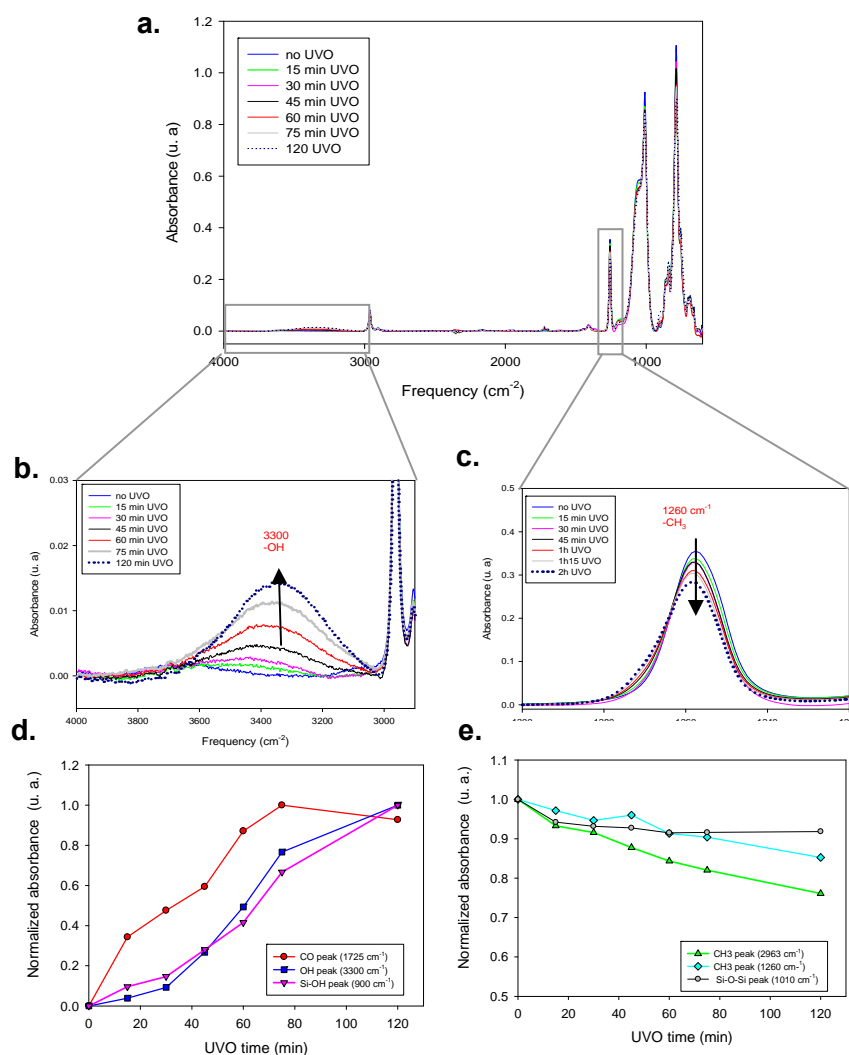 a.
no UVO
15 min UVO
30 min UVO
45 min UVO
60 min UVO
75 min UVO
120 UVO
Absorbance (u. a)
1.2
1.0
0.8
0.6
0.4
0.2
0.0
4000 3000 2000 1000
Frequency (cm-2)
b.
no UVO
15 min UVO
30 min UVO
45 min UVO
60 min UVO
75 min UVO
120 min UVO
3300
-OH
Absorbance (u. a)
0.03
0.02
0.01
0.00
4000 3800 3600 3400 3200 3000
Frequency (cm-2)
c.
no UVO
15 min UVO
30 min UVO
45 min UVO
1h UVO
1h15 UVO
2h UVO
1260 cm-1
-CH3
Absorbance (u. a)
0.5
0.4
0.3
0.2
0.1
0.0
d.
Normalized absorbance (u. a.)
1.2
1.0
0.8
0.6
0.4
0.2
0.0
CO peak (1725 cm-1)
OH peak (3300 cm-1)
Si-OH peak (900 cm-1)
0 20 40 60 80 100 120
UVO time (min)
e.
Normalized absorbance (u. a.)
1.1
1.0
0.9
0.8
0.7
0.6
0.5
CH3 peak (2963 cm-1)
CH3 peak (1260 cm-1)
Si-O-Si peak (1010 cm-1)
0 20 40 60 80 100 120
UVO time (min)